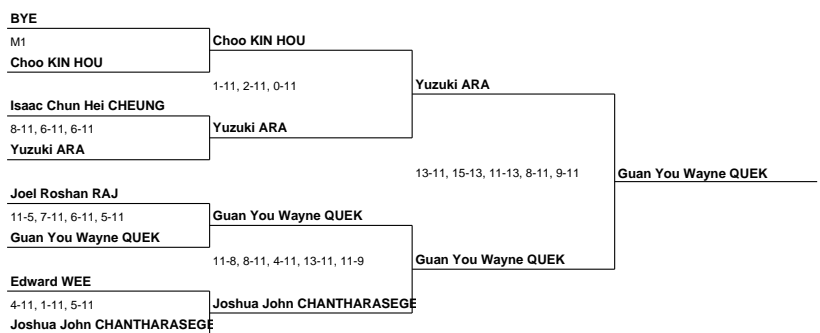 BYE
M1
Choo KIN HOU
Choo KIN HOU
1-11, 2-11, 0-11
Yuzuki ARA
Isaac Chun Hei CHEUNG
8-11, 6-11, 6-11
Yuzuki ARA
Yuzuki ARA
13-11, 15-13, 11-13, 8-11, 9-11
Guan You Wayne QUEK
Joel Roshan RAJ
11-5, 7-11, 6-11, 5-11
Guan You Wayne QUEK
Guan You Wayne QUEK
11-8, 8-11, 4-11, 13-11, 11-9
Guan You Wayne QUEK
Edward WEE
4-11, 1-11, 5-11
Joshua John CHANTHARASEGE
Joshua John CHANTHARASEGE